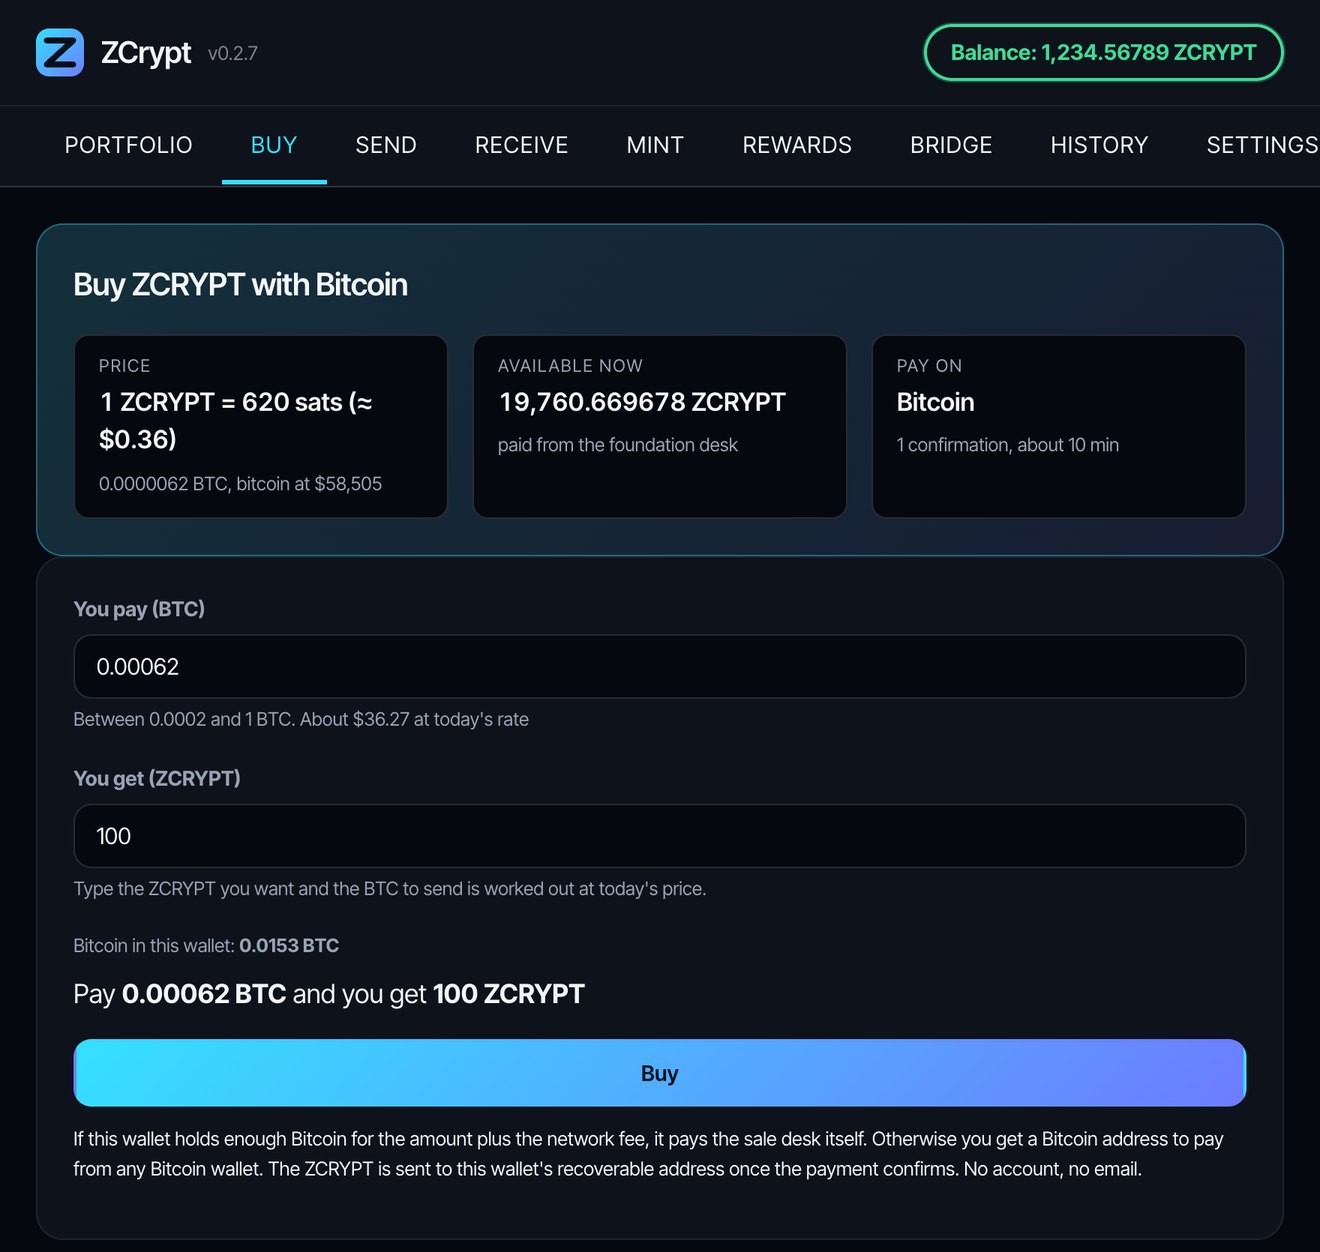 ZCrypt v0.2.7
Balance: 1,234.56789 ZCRYPT
PORTFOLIO BUY SEND RECEIVE MINT REWARDS BRIDGE HISTORY SETTINGS
Buy ZCRYPT with Bitcoin
PRICE
1 ZCRYPT = 620 sats (≈
$0.36)
0.0000062 BTC, bitcoin at $58,505
AVAILABLE NOW
19,760.669678 ZCRYPT
paid from the foundation desk
PAY ON
Bitcoin
1 confirmation, about 10 min
You pay (BTC)
0.00062
Between 0.0002 and 1 BTC. About $36.27 at today's rate
You get (ZCRYPT)
100
Type the ZCRYPT you want and the BTC to send is worked out at today's price.
Bitcoin in this wallet: 0.0153 BTC
Pay 0.00062 BTC and you get 100 ZCRYPT
Buy
If this wallet holds enough Bitcoin for the amount plus the network fee, it pays the sale desk itself. Otherwise you get a Bitcoin address to pay
from any Bitcoin wallet. The ZCRYPT is sent to this wallet's recoverable address once the payment confirms. No account, no email.